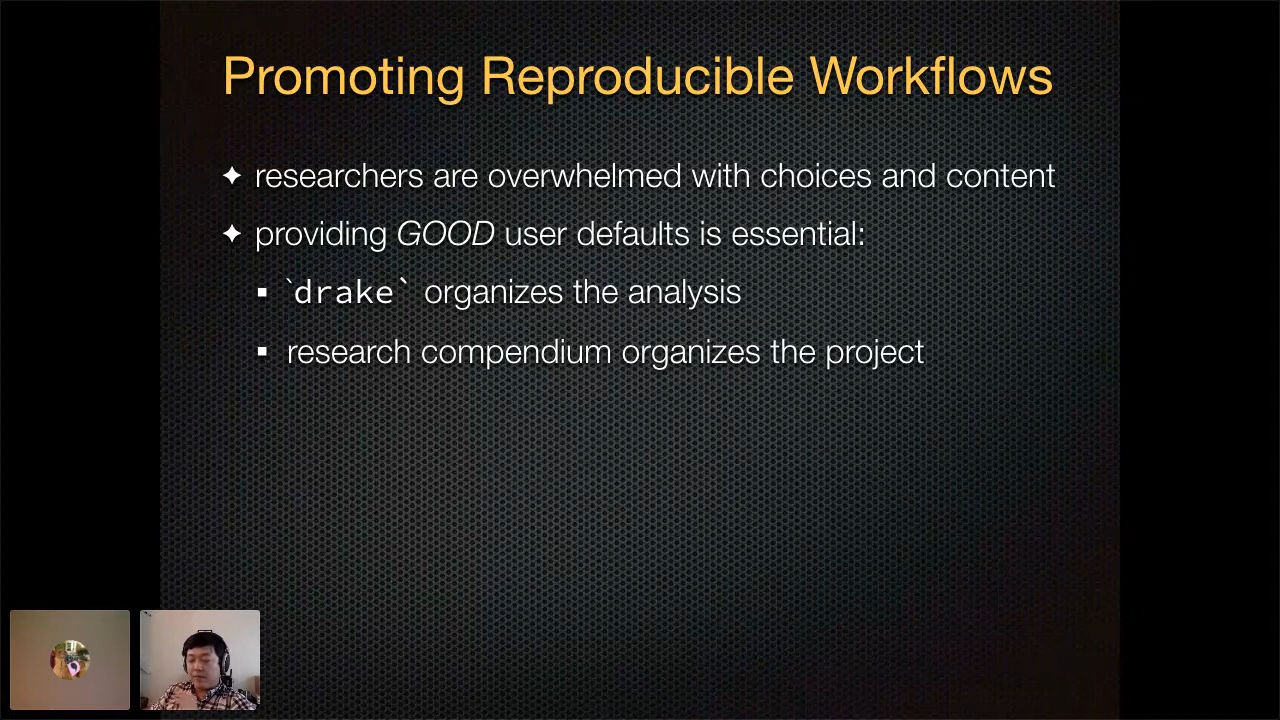 Promoting Reproducible Workflows
✦ researchers are overwhelmed with choices and content
✦ providing GOOD user defaults is essential:
▪ `drake` organizes the analysis
▪ research compendium organizes the project